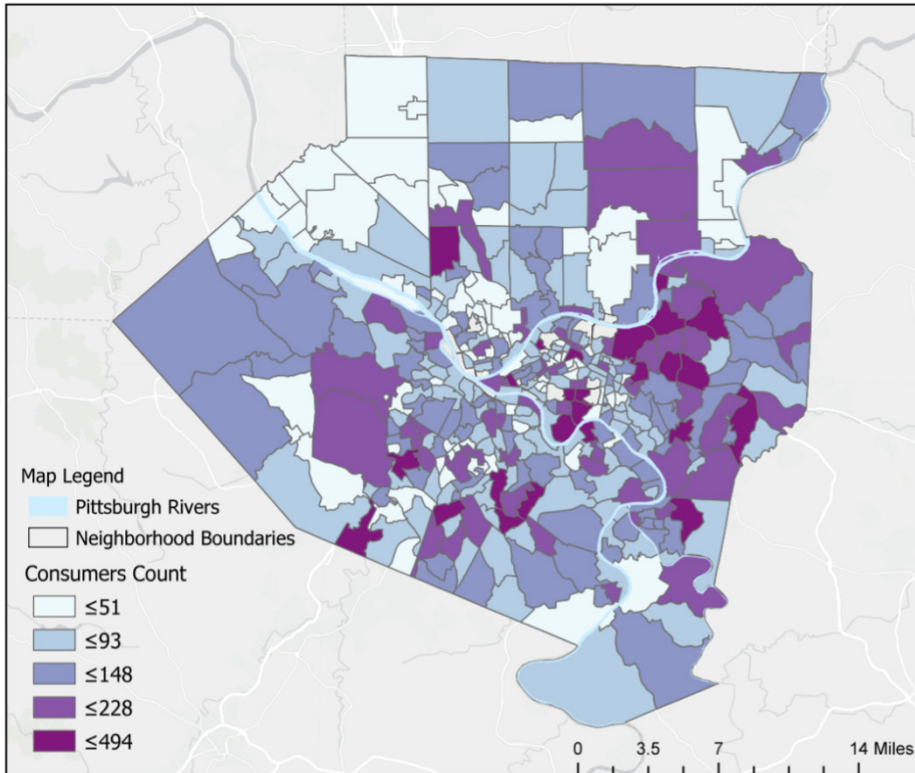 Map Legend
Pittsburgh Rivers
Neighborhood Boundaries
Consumers Count
≤51
≤93
≤148
≤228
≤494
0 3.5 7 14 Miles